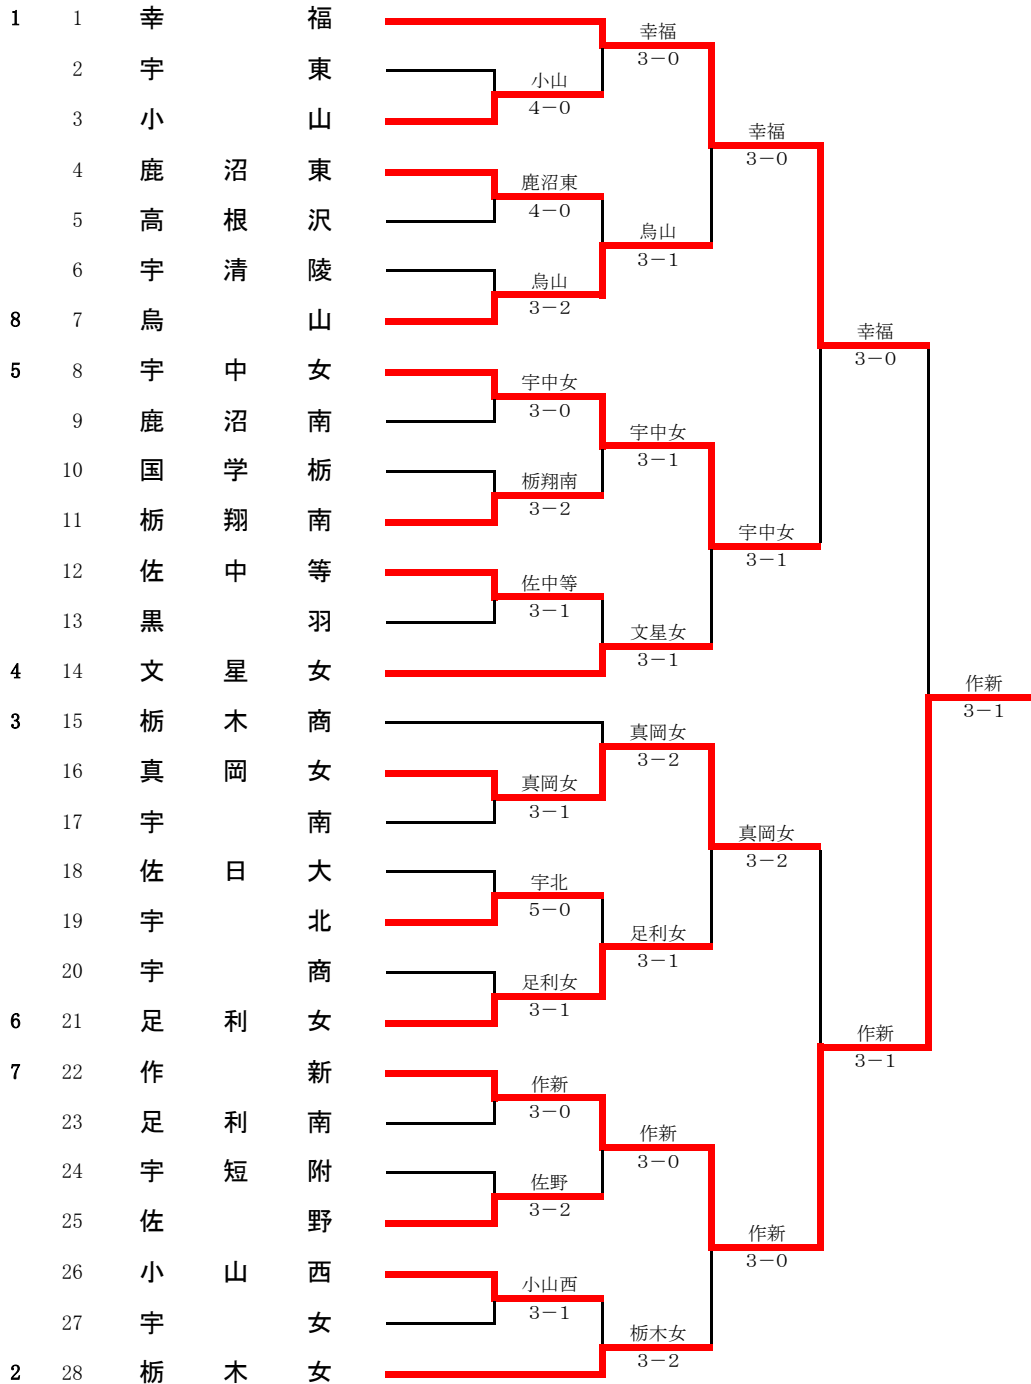 1 1 幸 福
幸福
3−0
2 宇 東
小山
4−0
3 小 山
幸福
3−0
4 鹿 沼 東
鹿沼東
4−0
5 高 根 沢
烏山
3−1
6 宇 清 陵
烏山
3−2
8 7 烏 山
幸福
3−0
5 8 宇 中 女
宇中女
3−0
9 鹿 沼 南
宇中女
3−1
10 国 学 栃
栃翔南
3−2
11 栃 翔 南
宇中女
3−1
12 佐 中 等
佐中等
3−1
13 黒 羽
文星女
3−1
4 14 文 星 女
作新
3−1
3 15 栃 木 商
真岡女
3−2
16 真 岡 女
真岡女
3−1
17 宇 南
真岡女
3−2
18 佐 日 大
宇北
5−0
19 宇 北
足利女
3−1
20 宇 商
足利女
3−1
6 21 足 利 女
作新
3−1
7 22 作 新
作新
3−0
23 足 利 南
作新
3−0
24 宇 短 附
佐野
3−2
25 佐 野
作新
3−0
26 小 山 西
小山西
3−1
27 宇 女
栃木女
3−2
2 28 栃 木 女